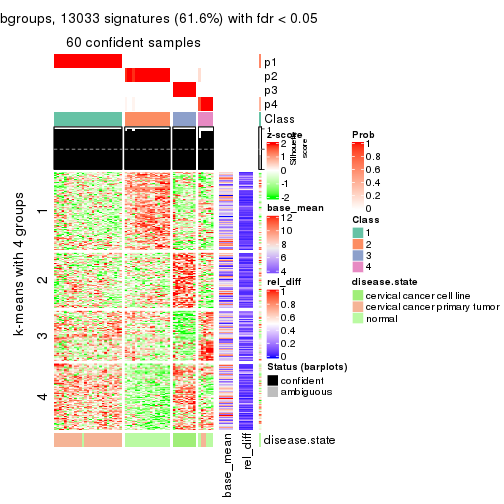 bgroups, 13033 signatures (61.6%) with fdr < 0.05
60 confident samples
p1
p2
p3
p4
Class
1
Silhouette
score
k-means with 4 groups
1
2
3
4
base_mean
rel_diff
disease.state
z-score
2
1
0
-1
-2
base_mean
12
10
8
6
4
rel_diff
1
0.8
0.6
0.4
0.2
0
Status (barplots)
confident
ambiguous
Prob
1
0.8
0.6
0.4
0.2
0
Class
1
2
3
4
disease.state
cervical cancer cell line
cervical cancer primary tumor
normal